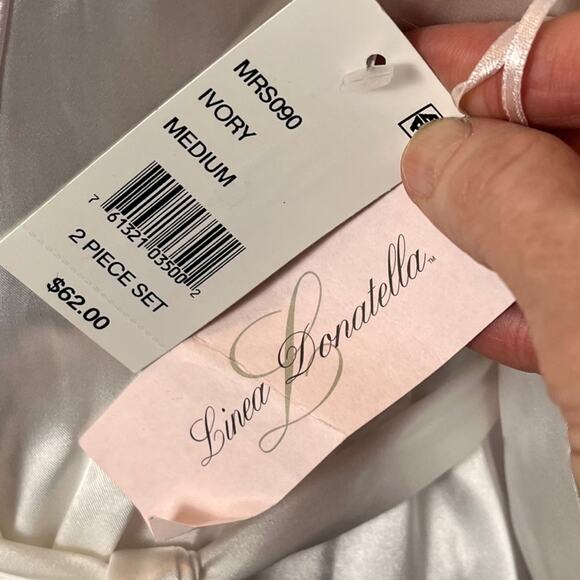 MRS090
IVORY
MEDIUM
7 61321 03500 2
2 PIECE SET
$62.00
Linea Donatella™